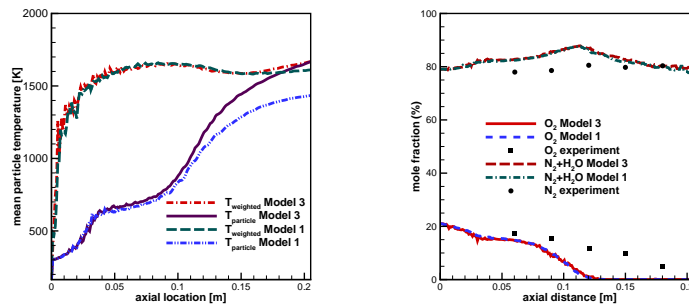 mean particle temperature [K]
2000
1500
1000
500
T_weighted Model 3
T_particle Model 3
T_weighted Model 1
T_particle Model 1
0 0.05 0.1 0.15 0.2
axial location [m]
mole fraction (%)
100
80
60
40
20
0
O₂ Model 3
O₂ Model 1
O₂ experiment
N₂+H₂O Model 3
N₂+H₂O Model 1
N₂ experiment
0 0.05 0.1 0.15 0.2
axial distance [m]